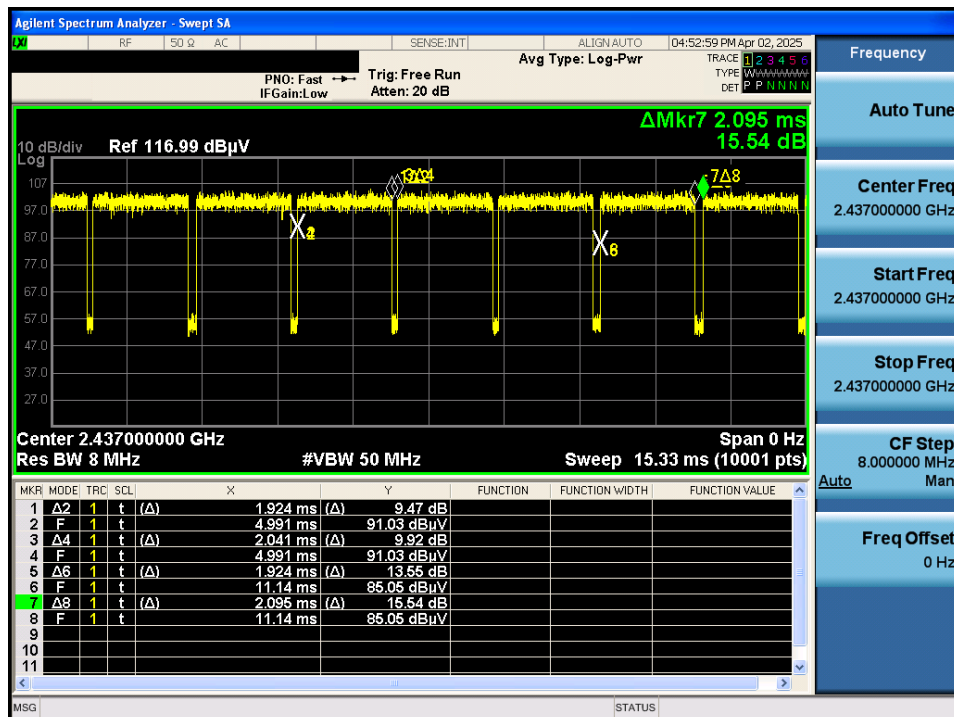 Agilent Spectrum Analyzer - Swept SA
LXI RF 50 Ω AC SENSE:INT ALIGN AUTO 04:52:59 PM Apr 02, 2025
Frequency
Avg Type: Log-Pwr
TRACE 1 2 3 4 5 6
PNO: Fast Trig: Free Run
TYPE WWWWWW
IFGain:Low Atten: 20 dB
DET P P N N N N
Auto Tune
ΔMkr7 2.095 ms
15.54 dB
10 dB/div Ref 116.99 dBµV
Log
107
97.0
87.0
77.0
67.0
57.0
47.0
37.0
27.0
7Δ8
Center Freq
2.437000000 GHz
Start Freq
2.437000000 GHz
Stop Freq
2.437000000 GHz
Center 2.437000000 GHz Span 0 Hz
Res BW 8 MHz #VBW 50 MHz Sweep 15.33 ms (10001 pts)
CF Step
8.000000 MHz
Auto Man
Freq Offset
0 Hz
MKR MODE TRC SCL X Y FUNCTION FUNCTION WIDTH FUNCTION VALUE
1 Δ2 1 t (Δ) 1.924 ms (Δ) 9.47 dB
2 F 1 t 4.991 ms 91.03 dBµV
3 Δ4 1 t (Δ) 2.041 ms (Δ) 9.92 dB
4 F 1 t 4.991 ms 91.03 dBµV
5 Δ6 1 t (Δ) 1.924 ms (Δ) 13.55 dB
6 F 1 t 11.14 ms 85.05 dBµV
7 Δ8 1 t (Δ) 2.095 ms (Δ) 15.54 dB
8 F 1 t 11.14 ms 85.05 dBµV
9
10
11
MSG STATUS